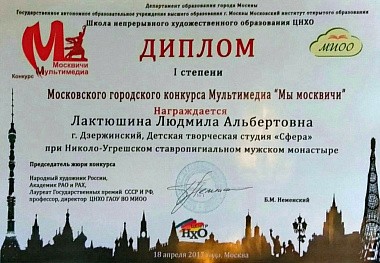 Департамент образования города Москвы
Государственное автономное образовательное учреждение высшего образования г. Москвы Московский институт открытого образования
Школа непрерывного художественного образования ЦНХО
Москвичи
Мультимедиа
Конкурс
МИОО
ДИПЛОМ
I степени
Московского городского конкурса Мультимедиа "Мы москвичи"
Награждается
Лактюшина Людмила Альбертовна
г. Дзержинский, Детская творческая студия «Сфера»
при Николо-Угрешском ставропигиальном мужском монастыре
Председатель жюри конкурса
Народный художник России,
Академик РАО и РАХ,
Лауреат Государственных премий СССР И РФ,
профессор, директор ЦНХО ГАОУ ВО МИОО
Б.М. Неменский
НХО
18 апреля Москва